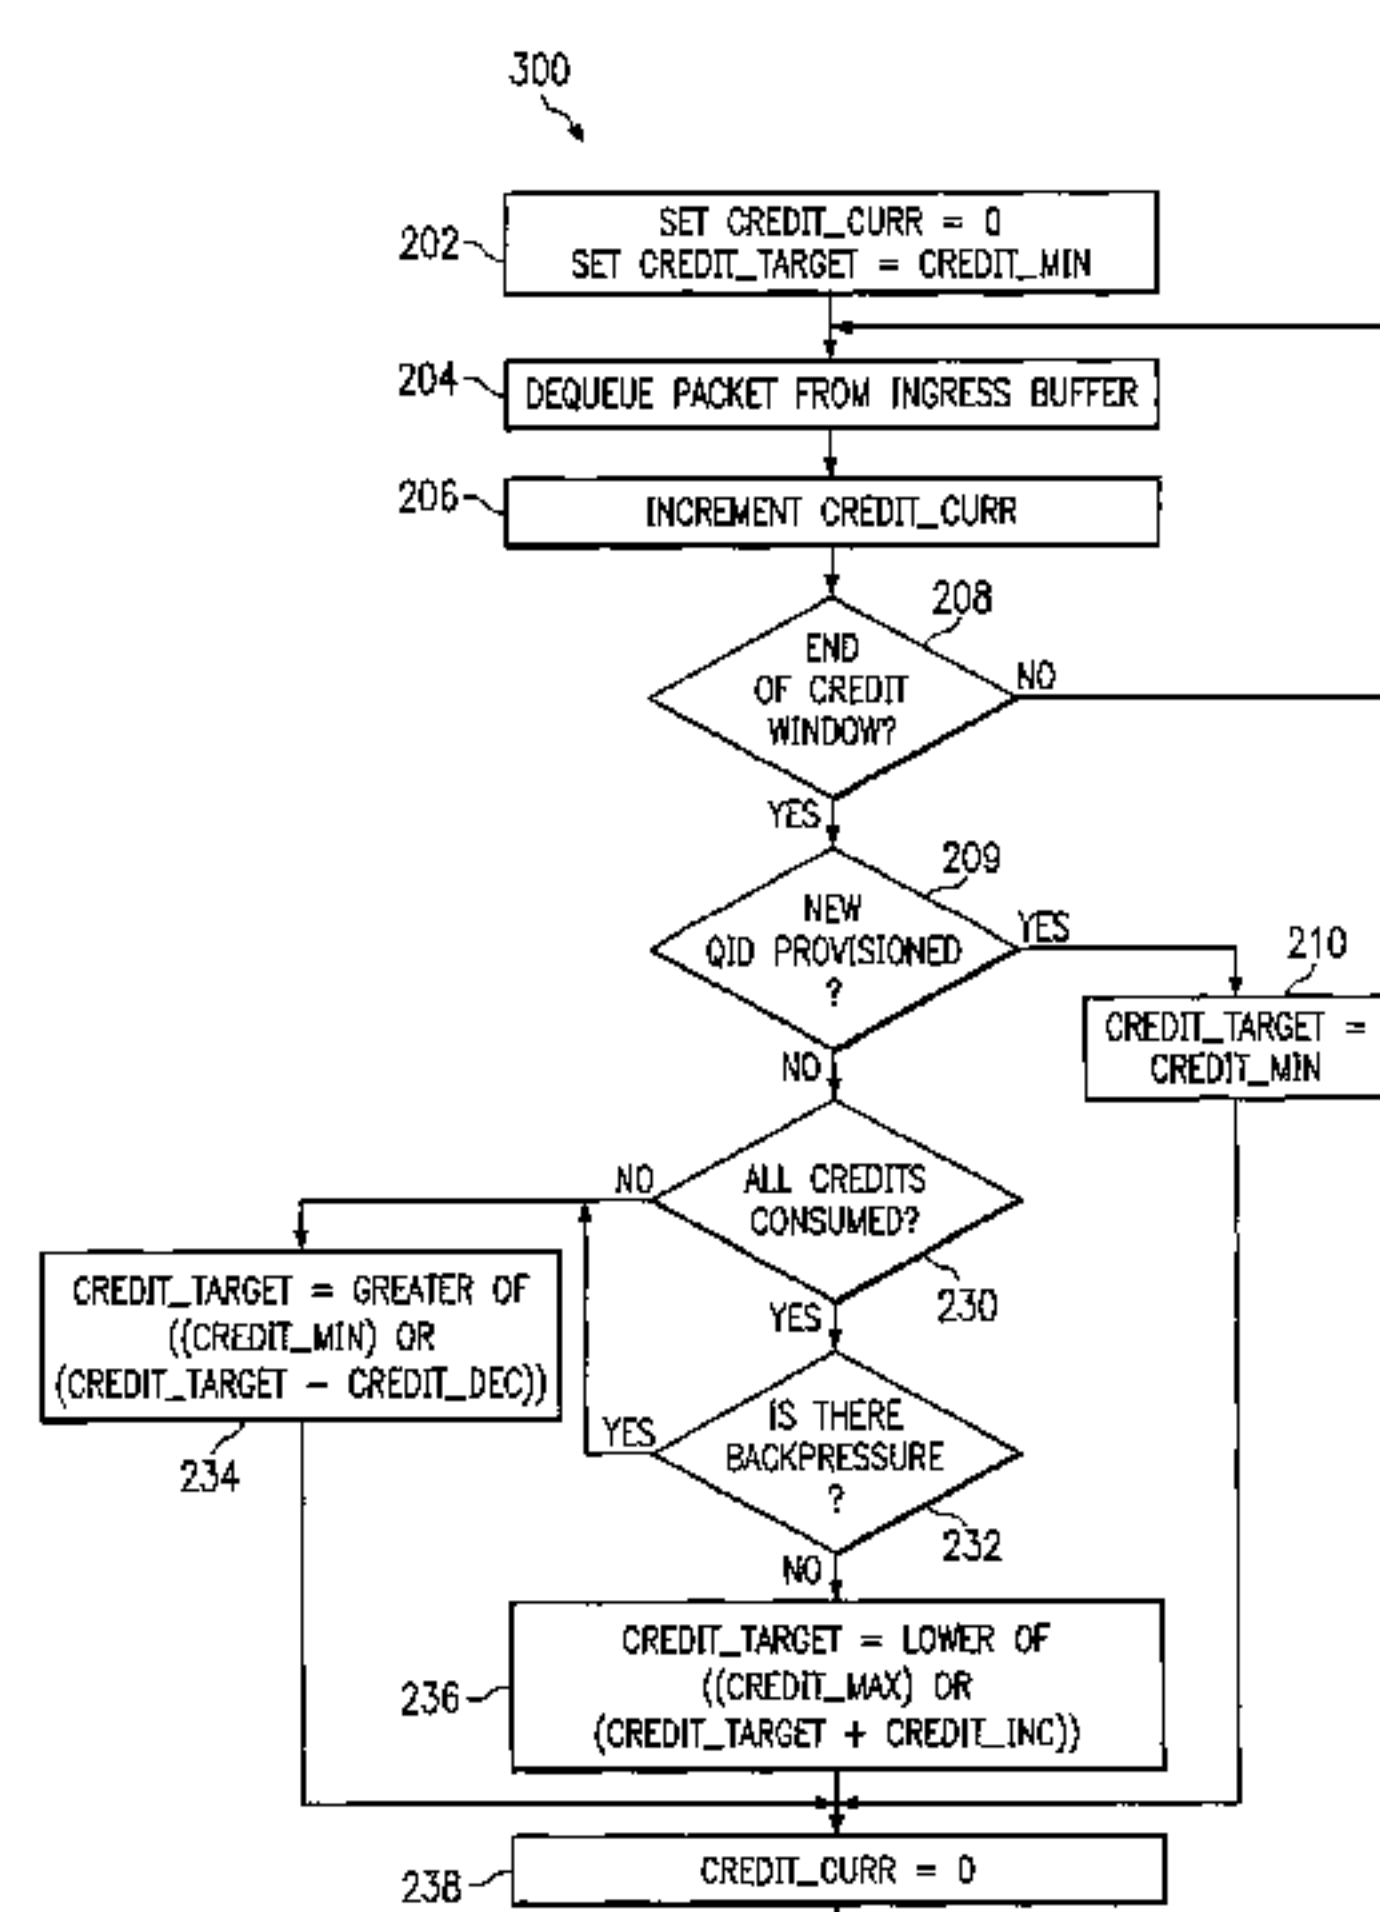 300
202
SET CREDIT_CURR = 0
SET CREDIT_TARGET = CREDIT_MIN
204
DEQUEUE PACKET FROM INGRESS BUFFER
206
INCREMENT CREDIT_CURR
208
END
OF CREDIT
WINDOW?
NO
YES
209
NEW
QID PROVISIONED
?
YES
210
CREDIT_TARGET =
CREDIT_MIN
NO
ALL CREDITS
CONSUMED?
NO
230
YES
CREDIT_TARGET = GREATER OF
((CREDIT_MIN) OR
(CREDIT_TARGET - CREDIT_DEC))
234
IS THERE
BACKPRESSURE
?
YES
232
NO
236
CREDIT_TARGET = LOWER OF
((CREDIT_MAX) OR
(CREDIT_TARGET + CREDIT_INC))
238
CREDIT_CURR = 0